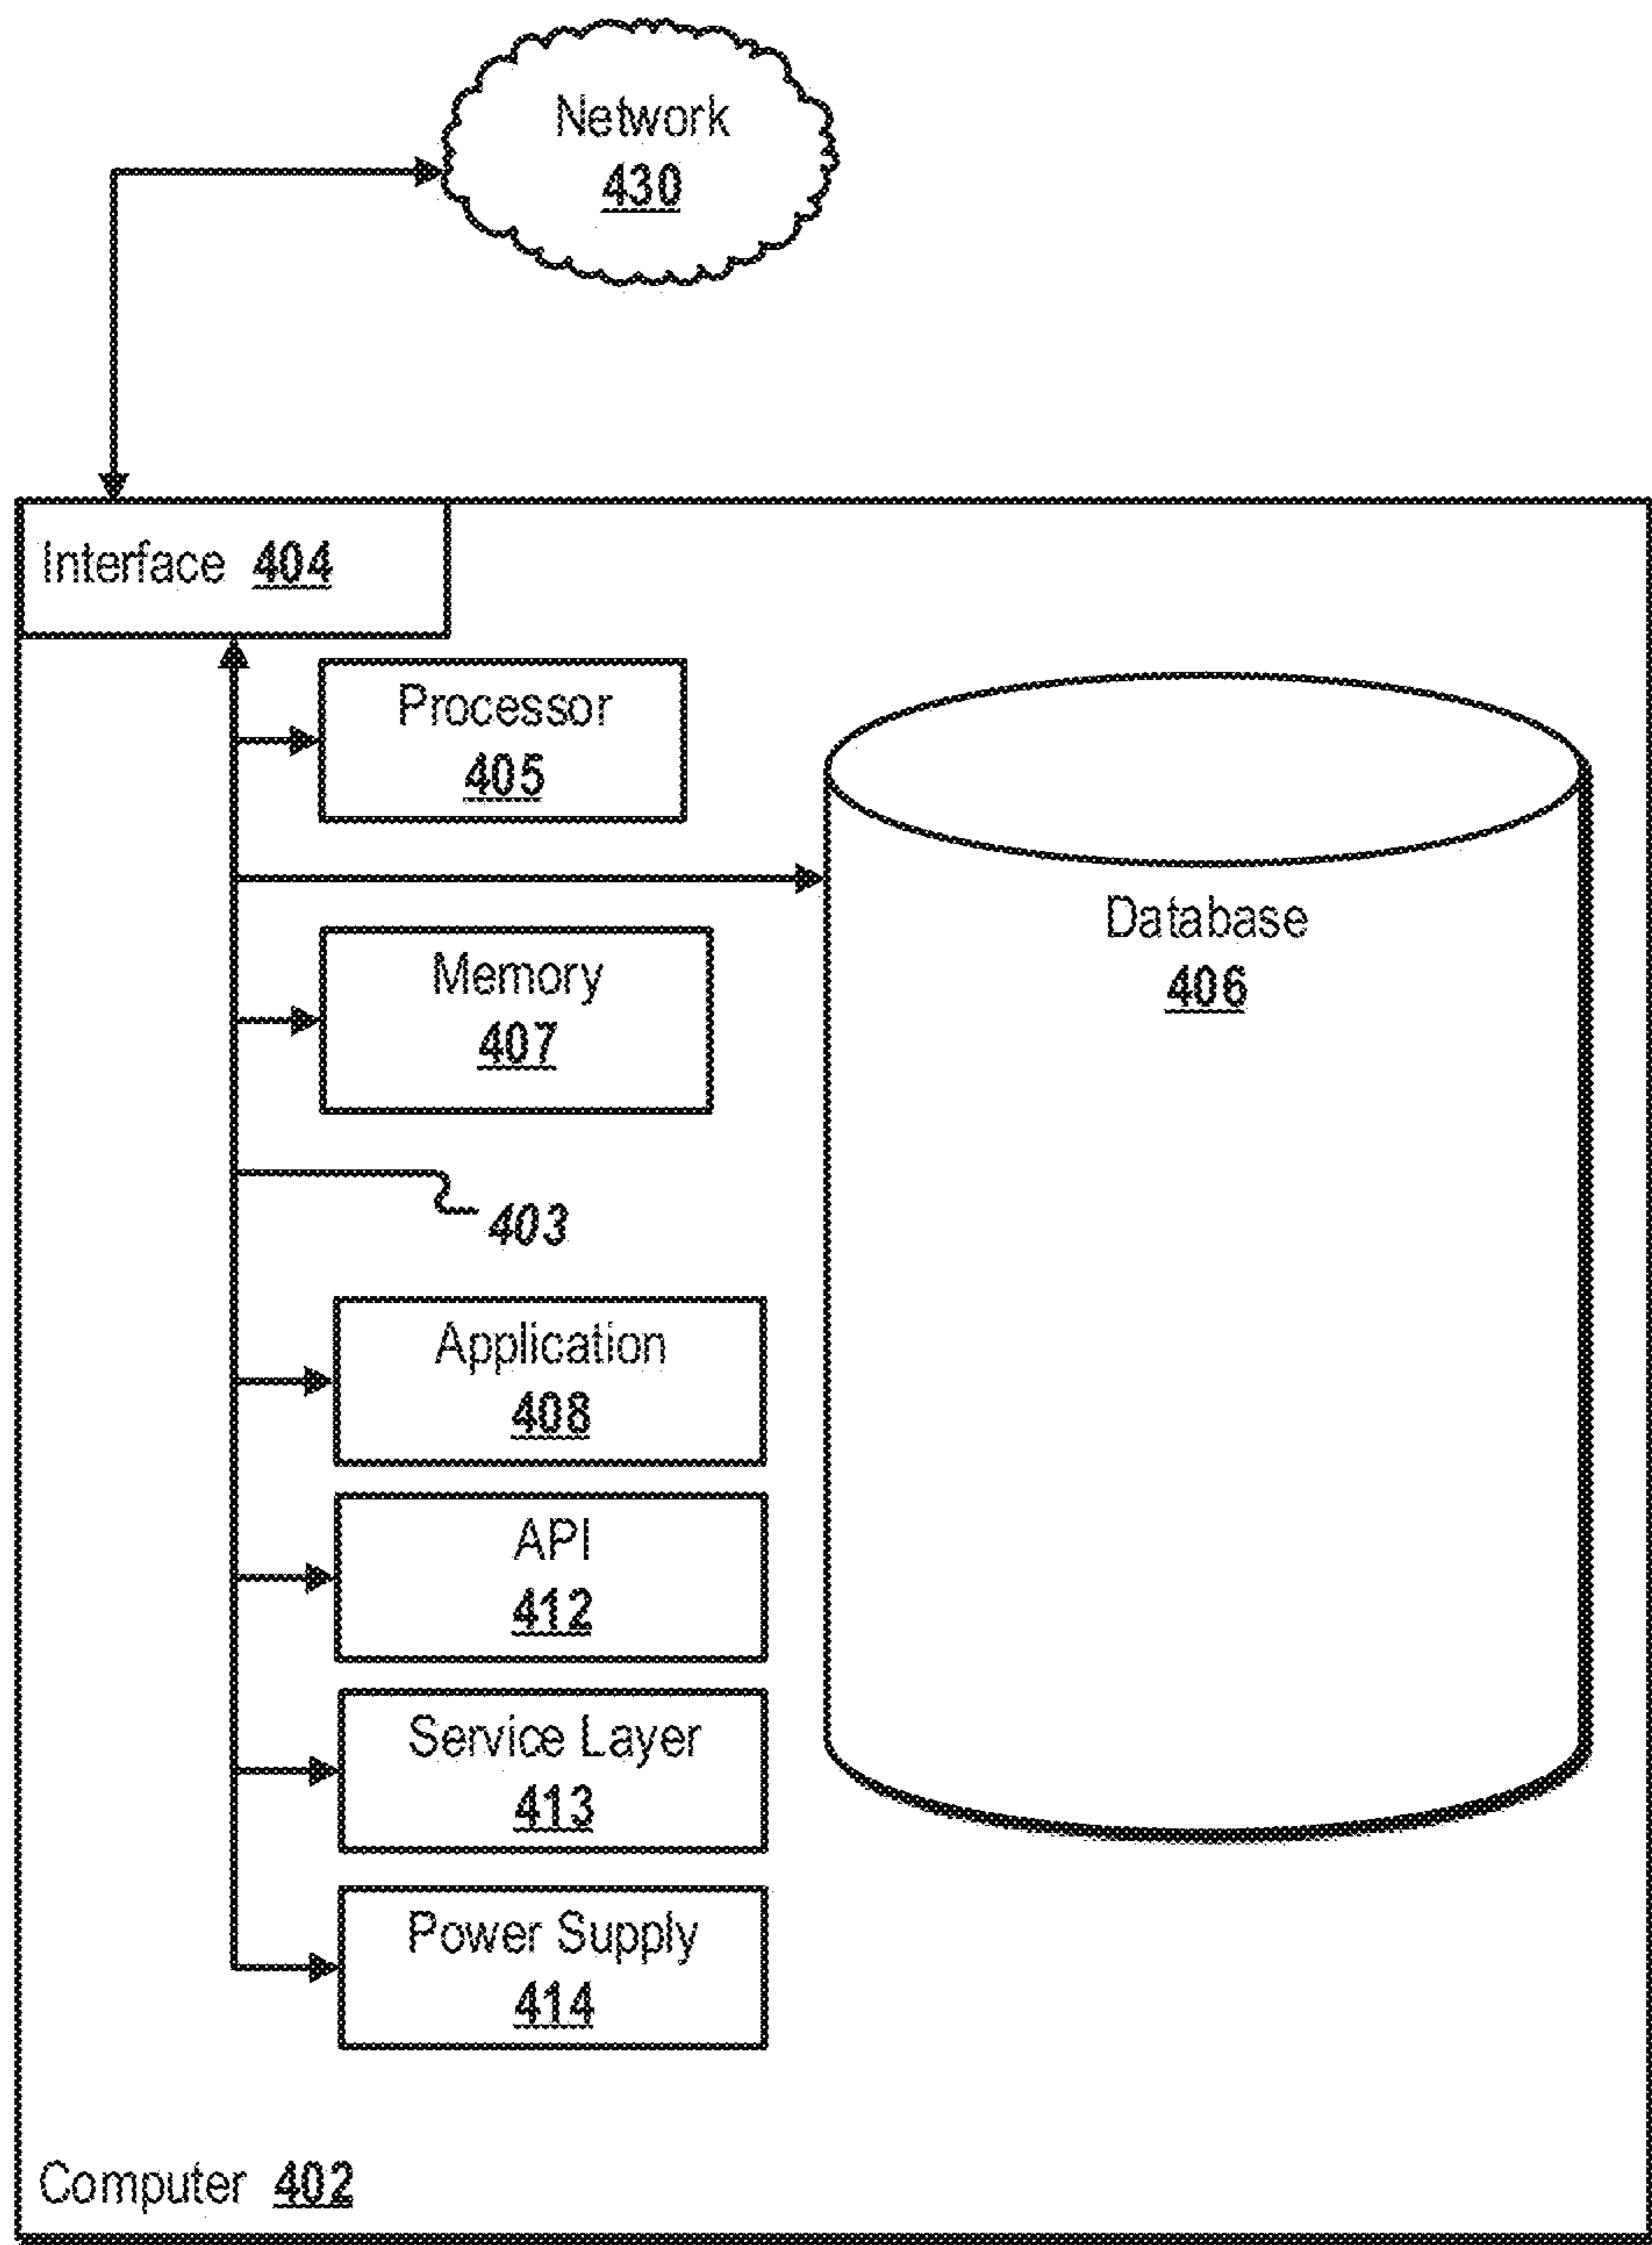 Network
430
Interface 404
Processor
405
Database
406
Memory
407
403
Application
408
API
412
Service Layer
413
Power Supply
414
Computer 402